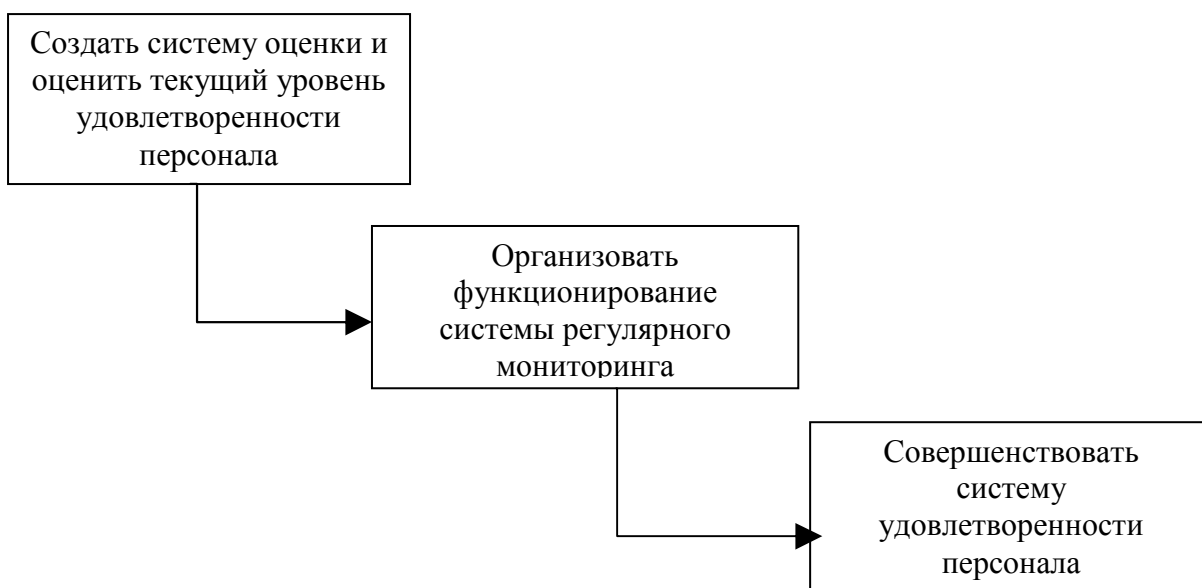 Создать систему оценки и
оценить текущий уровень
удовлетворенности
персонала
Организовать
функционирование
системы регулярного
мониторинга
Совершенствовать
систему
удовлетворенности
персонала